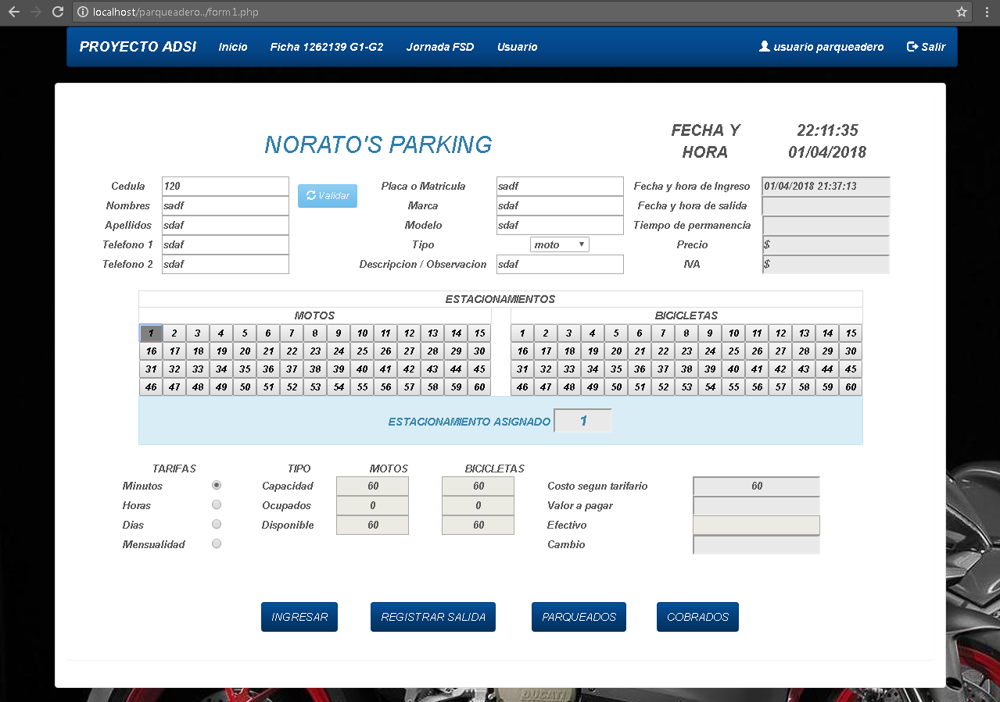 localhost/parqueadero../form1.php
PROYECTO ADSI Inicio Ficha 1262139 G1-G2 Jornada FSD Usuario usuario parqueadero Salir
NORATO'S PARKING
FECHA Y HORA
22:11:35
01/04/2018
Cedula 120 Validar Placa o Matricula sadf Fecha y hora de Ingreso 01/04/2018 21:37:13
Nombres sadf Marca sdaf Fecha y hora de salida
Apellidos sdaf Modelo sdaf Tiempo de permanencia
Telefono 1 sdaf Tipo moto Precio $
Telefono 2 sdaf Descripcion / Observacion sdaf IVA $
ESTACIONAMIENTOS
MOTOS BICICLETAS
1 2 3 4 5 6 7 8 9 10 11 12 13 14 15 1 2 3 4 5 6 7 8 9 10 11 12 13 14 15
16 17 18 19 20 21 22 23 24 25 26 27 28 29 30 16 17 18 19 20 21 22 23 24 25 26 27 28 29 30
31 32 33 34 35 36 37 38 39 40 41 42 43 44 45 31 32 33 34 35 36 37 38 39 40 41 42 43 44 45
46 47 48 49 50 51 52 53 54 55 56 57 58 59 60 46 47 48 49 50 51 52 53 54 55 56 57 58 59 60
ESTACIONAMIENTO ASIGNADO 1
TARIFAS TIPO MOTOS BICICLETAS
Minutos Capacidad 60 60 Costo segun tarifario 60
Horas Ocupados 0 0 Valor a pagar
Dias Disponible 60 60 Efectivo
Mensualidad Cambio
INGRESAR REGISTRAR SALIDA PARQUEADOS COBRADOS
DUCATI